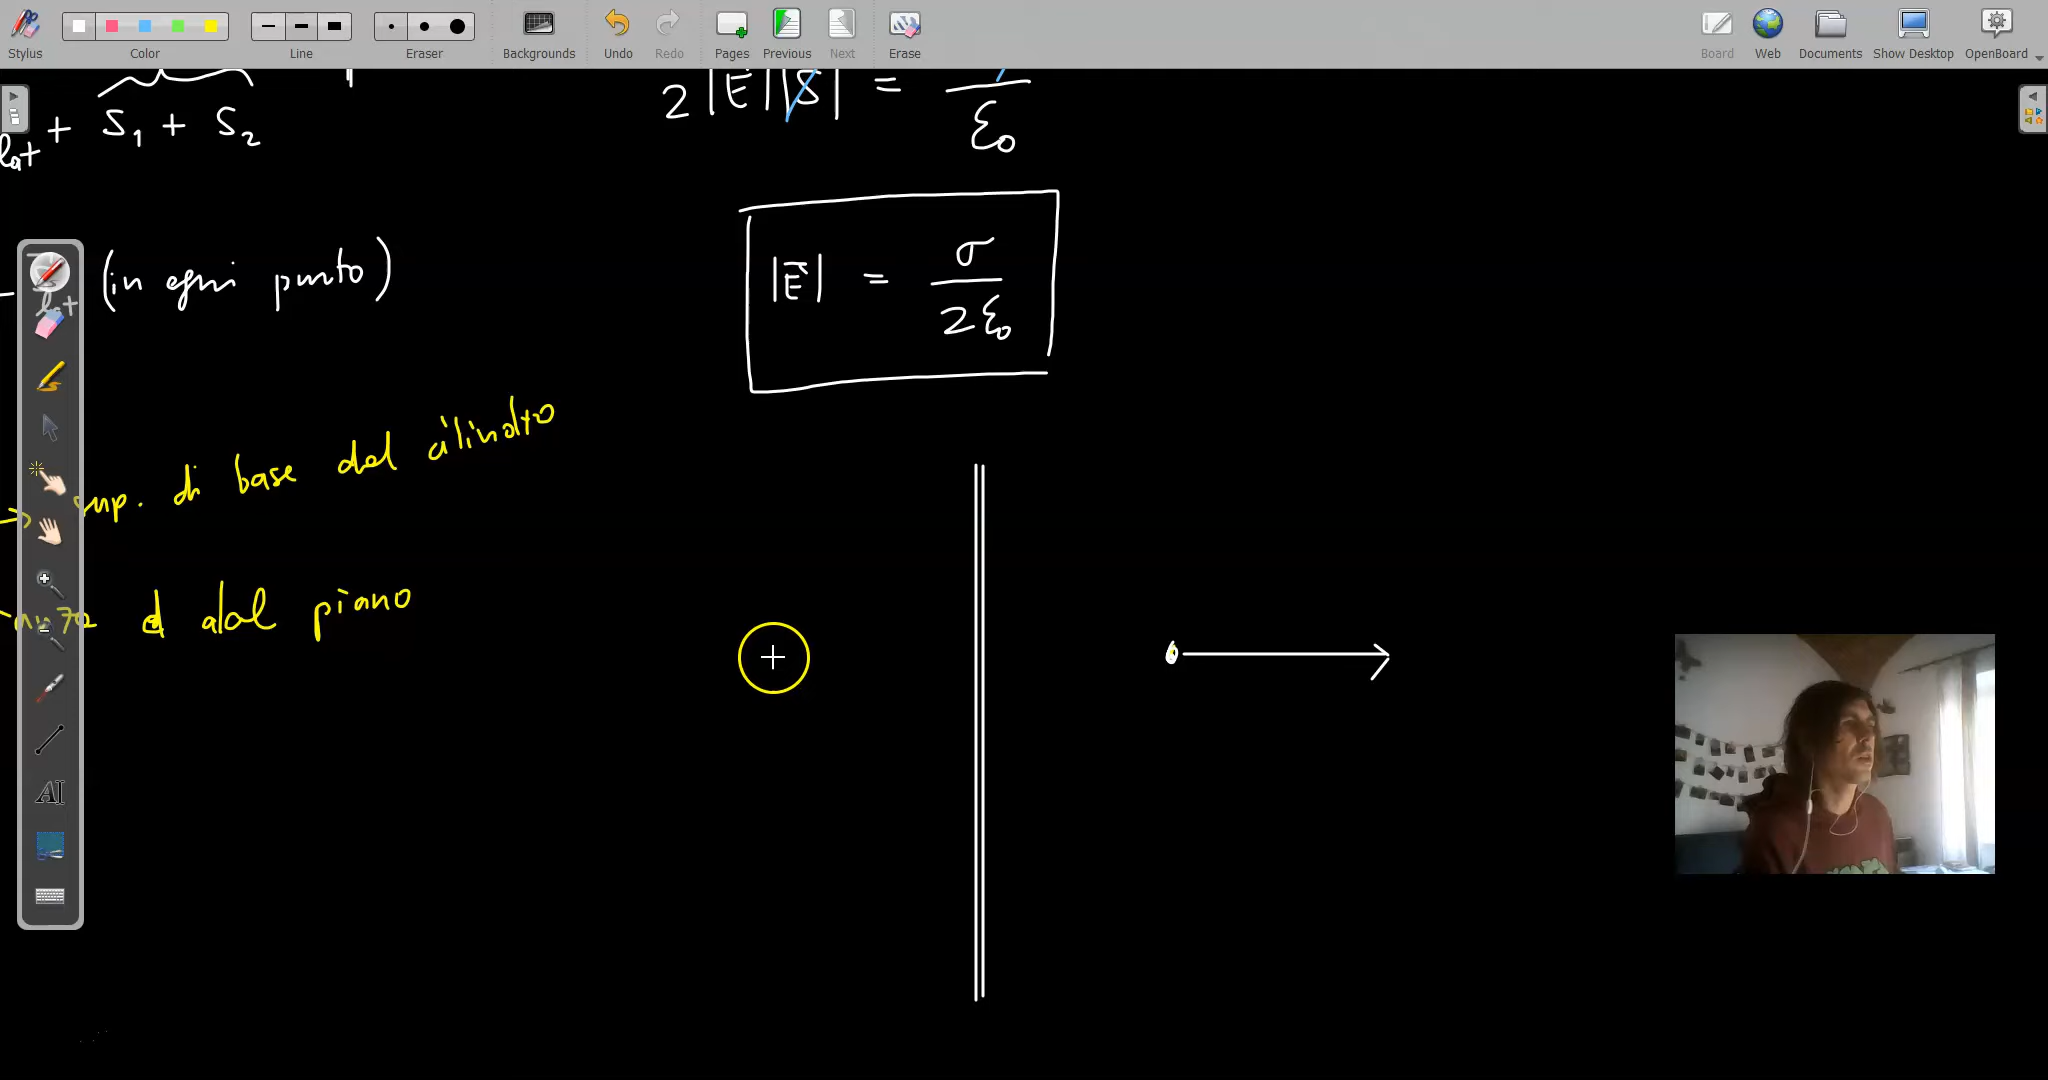 Stylus
Color
Line
Eraser
Backgrounds
Undo
Redo
Pages
Previous
Next
Erase
Board
Web
Documents
Show Desktop
OpenBoard
+ S₁ + S₂
2|E||S| =
ε₀
(in ogni punto)
|E⃗| = σ / 2ε₀
sup. di base del cilindro
d dal piano
AI